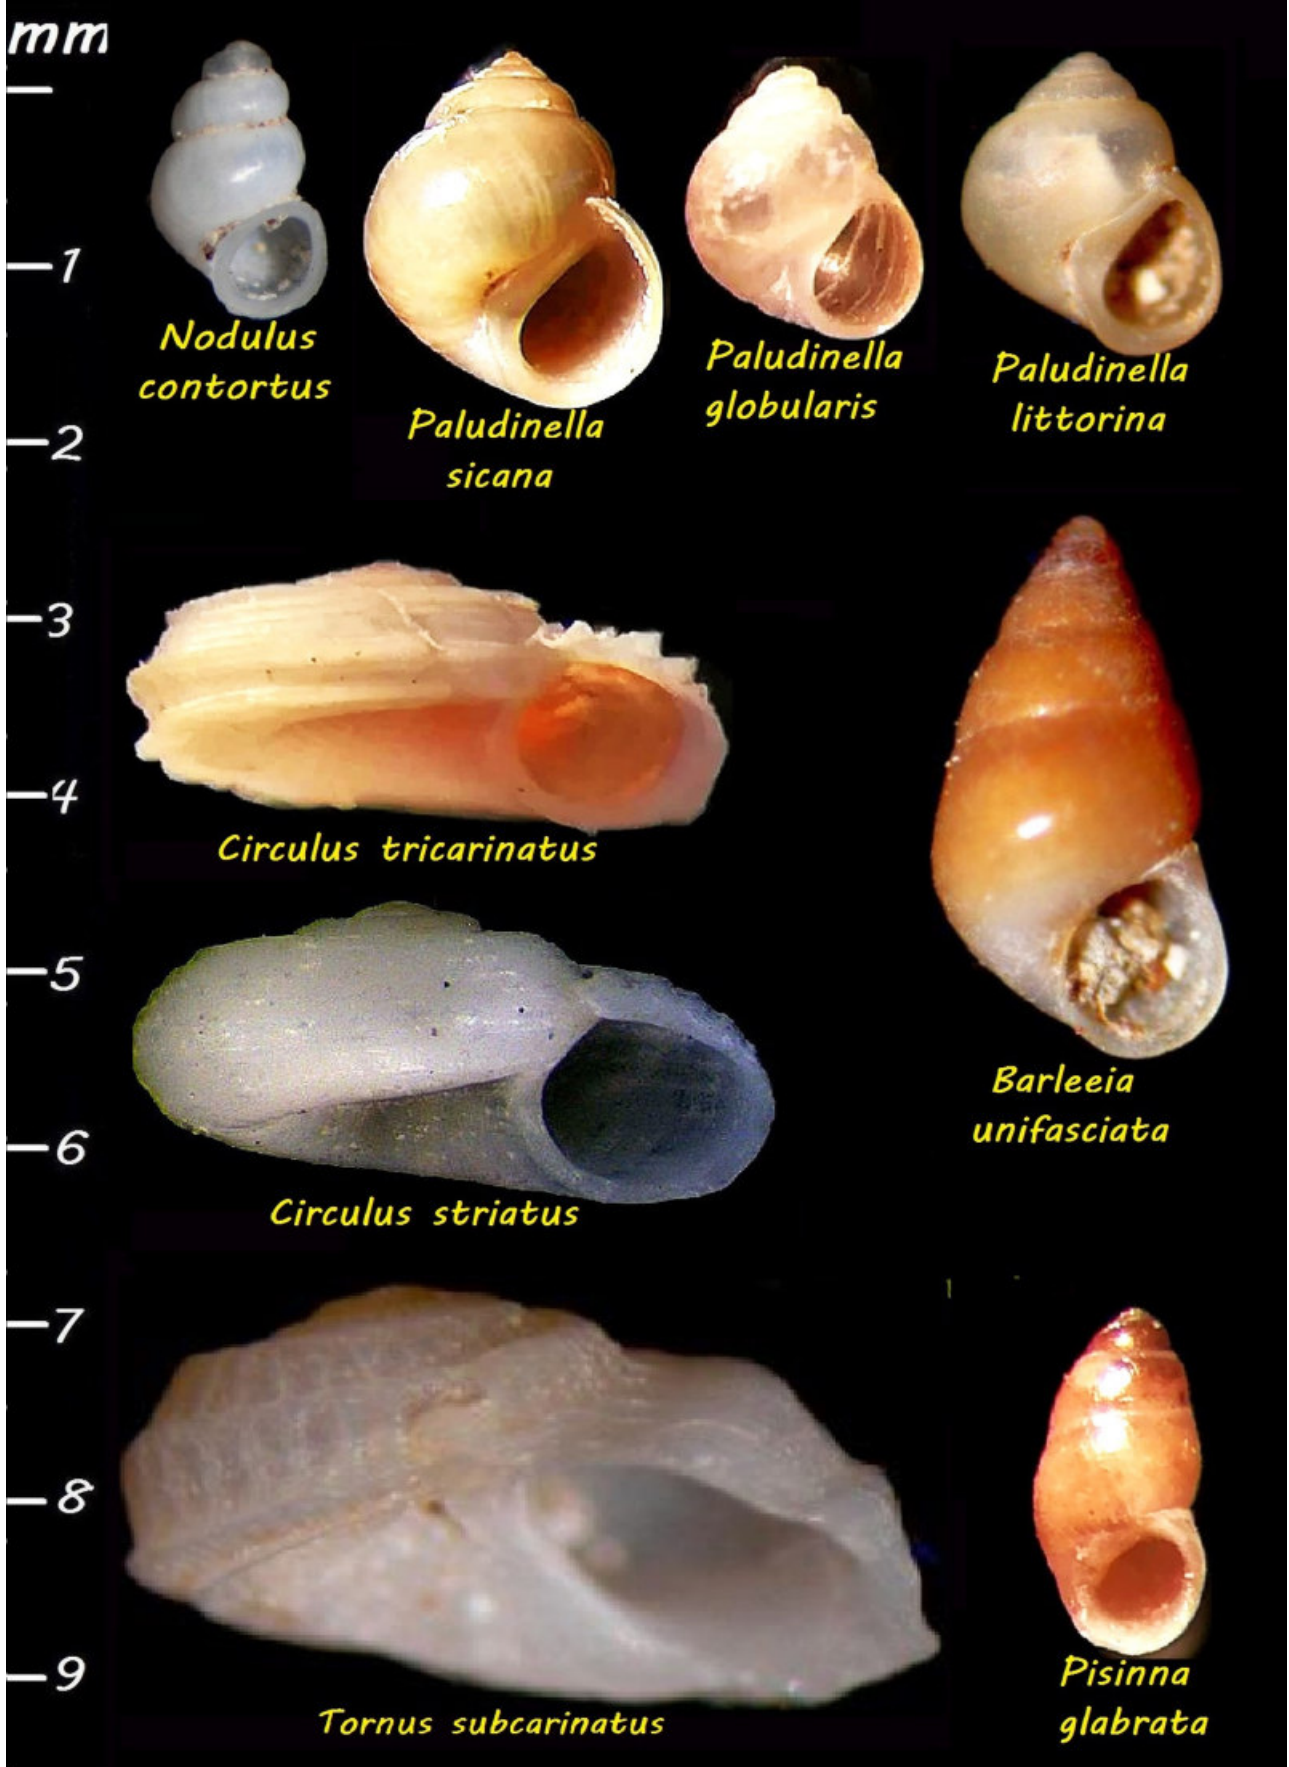 mm
Nodulus
contortus
Paludinella
sicana
Paludinella
globularis
Paludinella
littorina
1
2
3
4
5
6
7
8
9
Circulus tricarinatus
Barleeia
unifasciata
Circulus striatus
Tornus subcarinatus
Pisinna
glabrata